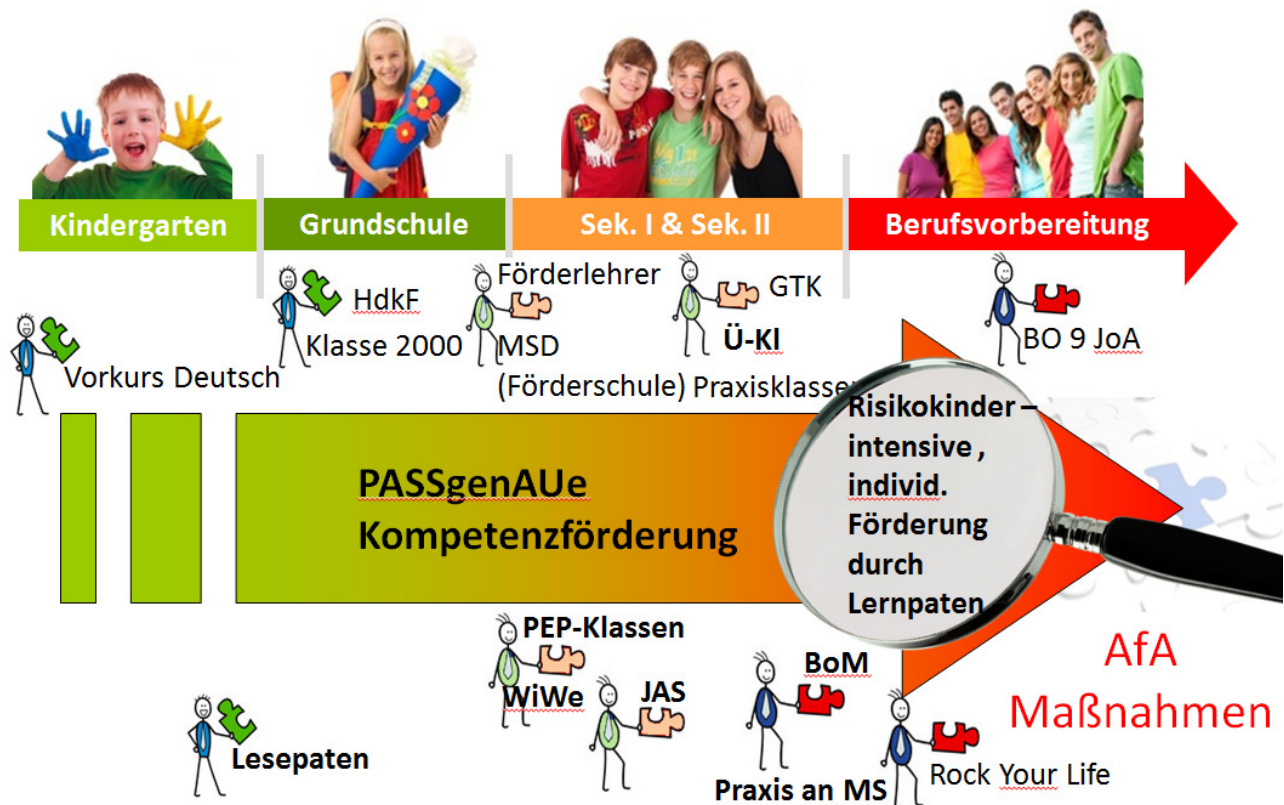 Kindergarten
Grundschule
Sek. I & Sek. II
Berufsvorbereitung
Vorkurs Deutsch
HdkF
Klasse 2000
Förderlehrer
MSD
(Förderschule)
GTK
Ü-Kl
Praxisklassen
BO 9 JoA
PASSgenAUe
Kompetenzförderung
Risikokinder –
intensive ,
individ.
Förderung
durch
Lernpaten
Lesepaten
PEP-Klassen
WiWe
JAS
BoM
Praxis an MS
Rock Your Life
AfA
Maßnahmen